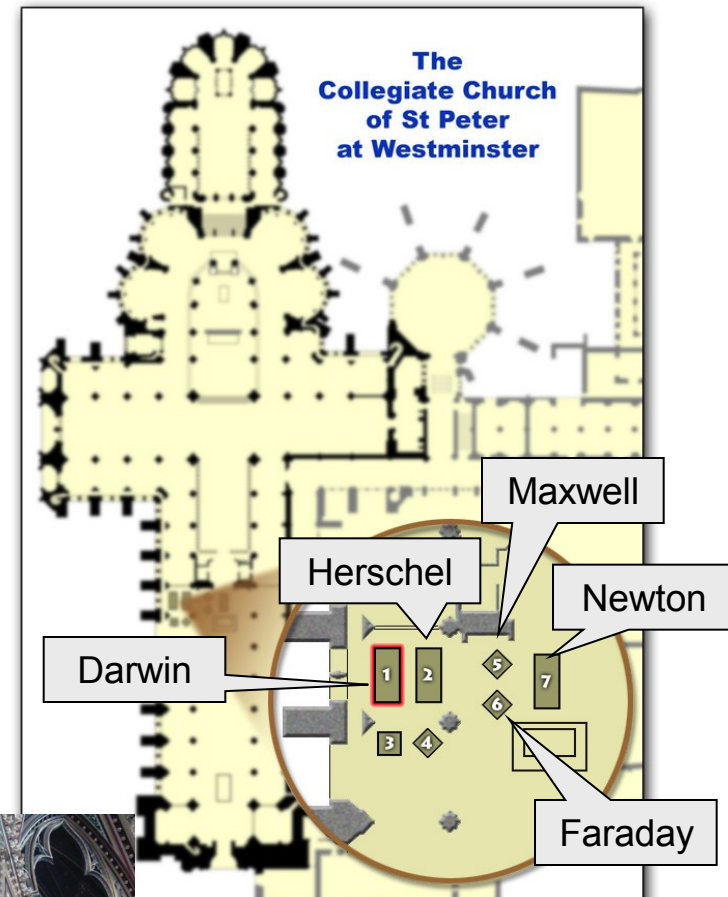 The
Collegiate Church
of St Peter
at Westminster
Maxwell
Herschel
Newton
Darwin
1
2
5
7
6
3
4
Faraday